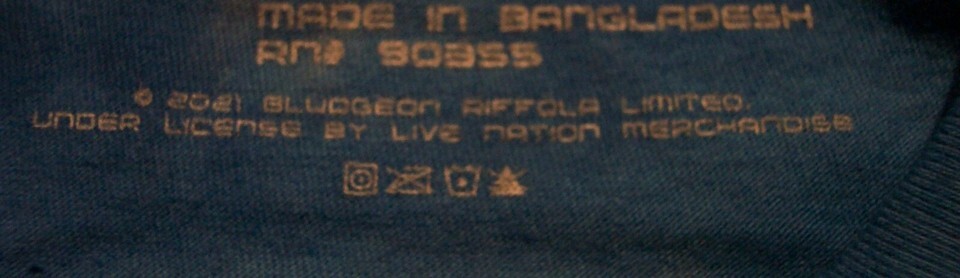 MADE IN BANGLADESH
RN# 90355
© 2021 BLUDGEON RIFFOLA LIMITED.
UNDER LICENSE BY LIVE NATION MERCHANDISE